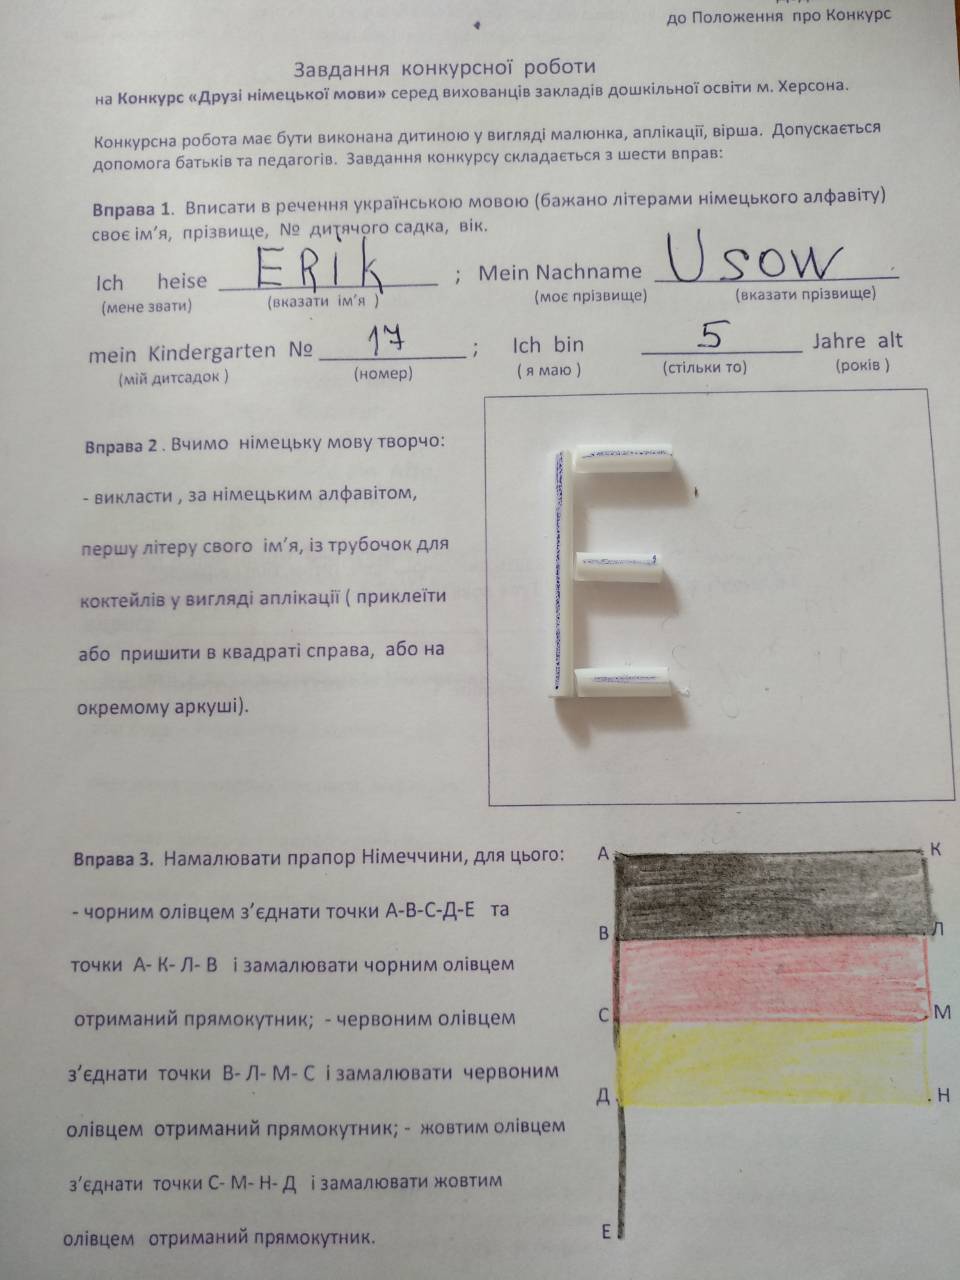 до Положення про Конкурс
Завдання конкурсної роботи
на Конкурс «Друзі німецької мови» серед вихованців закладів дошкільної освіти м. Херсона.
Конкурсна робота має бути виконана дитиною у вигляді малюнка, аплікації, вірша. Допускається
допомога батьків та педагогів. Завдання конкурсу складається з шести вправ:
Вправа 1. Вписати в речення українською мовою (бажано літерами німецького алфавіту)
своє ім'я, прізвище, № дитячого садка, вік.
Ich heise ERIK ; Mein Nachname Usow
(мене звати) (вказати ім'я ) (моє прізвище) (вказати прізвище)
mein Kindergarten № 17 ; Ich bin 5 Jahre alt
(мій дитсадок ) (номер) ( я маю ) (стільки то) (років )
Вправа 2 . Вчимо німецьку мову творчо:
- викласти , за німецьким алфавітом,
першу літеру свого ім'я, із трубочок для
коктейлів у вигляді аплікації ( приклеїти
або пришити в квадраті справа, або на
окремому аркуші).
E
Вправа 3. Намалювати прапор Німеччини, для цього:
- чорним олівцем з'єднати точки А-В-С-Д-Е та
точки А- К- Л- В і замалювати чорним олівцем
отриманий прямокутник; - червоним олівцем
з'єднати точки В- Л- М- С і замалювати червоним
олівцем отриманий прямокутник; - жовтим олівцем
з'єднати точки С- М- Н- Д і замалювати жовтим
олівцем отриманий прямокутник.
А К
В Л
С М
Д Н
Е